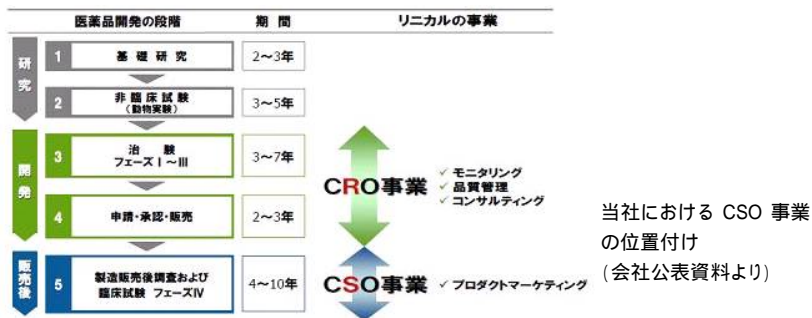 医薬品開発の段階 期間 リニカルの事業
研究
1 基礎研究 2～3年
2 非臨床試験 3～5年
(動物実験)
開発
3 治験 3～7年
フェーズⅠ～Ⅲ
CRO事業
✓ モニタリング
✓ 品質管理
✓ コンサルティング
4 申請・承認・販売 2～3年
販売後
5 製造販売後調査および 4～10年
臨床試験 フェーズⅣ
CSO事業 ✓ プロダクトマーケティング
当社における CSO 事業
の位置付け
(会社公表資料より)